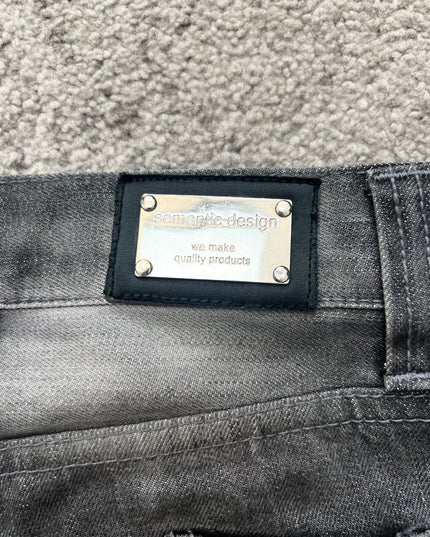 semantic design
we make
quality products